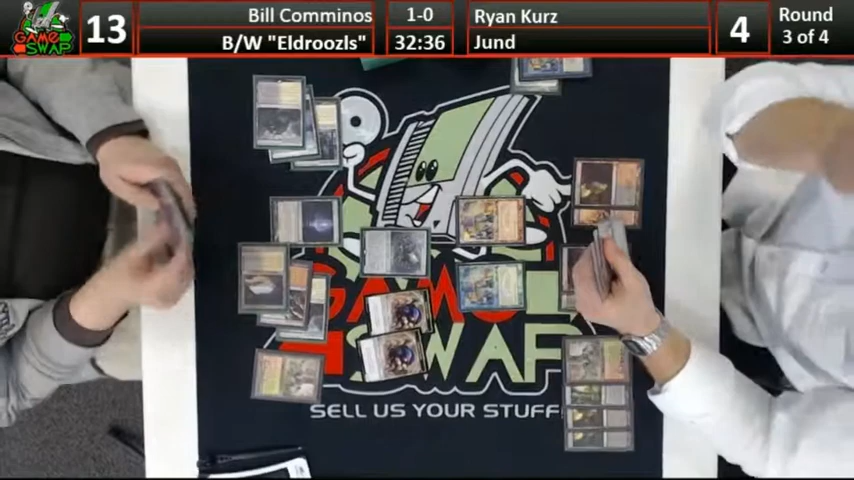 GAME SWAP
13
Bill Comminos
B/W "Eldroozls"
1-0
32:36
Ryan Kurz
Jund
4
Round
3 of 4
GAME
SWAP
SELL US YOUR STUFF